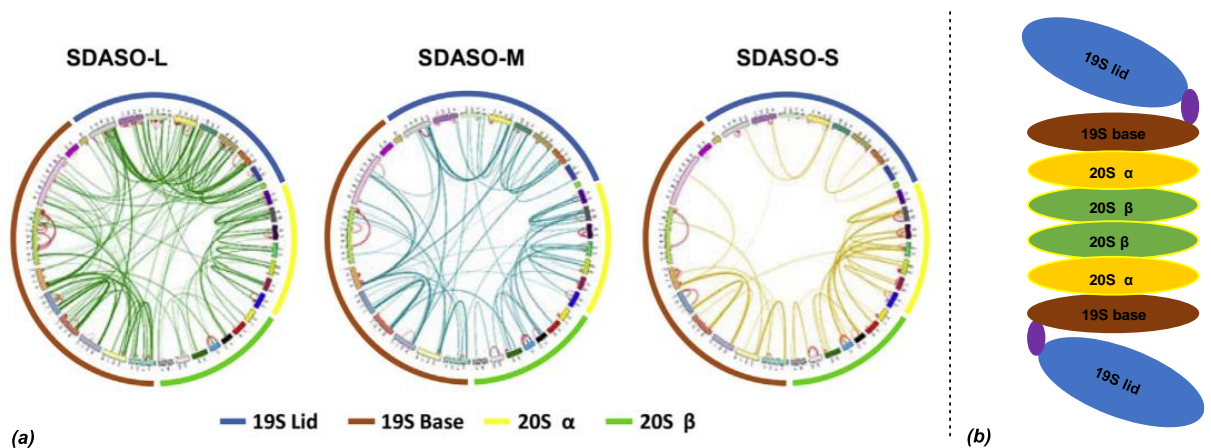 SDASO-L
SDASO-M
SDASO-S
19S Lid
19S Base
20S α
20S β
(a)
19S lid
19S base
20S α
20S β
20S β
20S α
19S base
19S lid
(b)